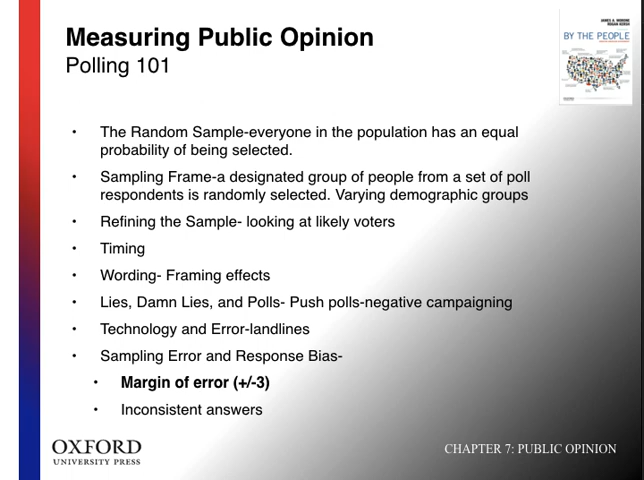 Measuring Public Opinion
Polling 101
JAMES A. MORONE
ROGAN KERSH
BY THE PEOPLE
• The Random Sample-everyone in the population has an equal
probability of being selected.
• Sampling Frame-a designated group of people from a set of poll
respondents is randomly selected. Varying demographic groups
• Refining the Sample- looking at likely voters
• Timing
• Wording- Framing effects
• Lies, Damn Lies, and Polls- Push polls-negative campaigning
• Technology and Error-landlines
• Sampling Error and Response Bias-
• Margin of error (+/-3)
• Inconsistent answers
OXFORD
UNIVERSITY PRESS
CHAPTER 7: PUBLIC OPINION